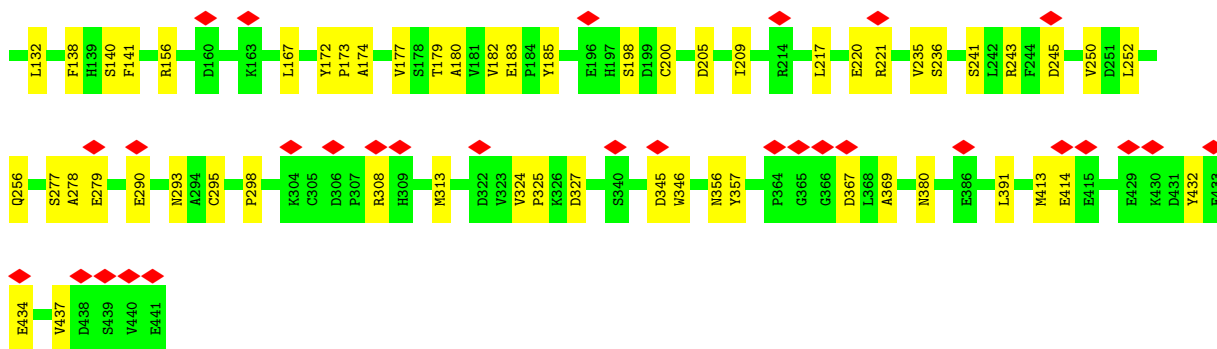 L132 F138 H139 S140 F141 R156 D160 K163 L167 Y172 P173 A174 V177 S178 T179 A180 V181 V182 E183 P184 Y185 E196 H197 S198 D199 C200 D205 I209 R214 L217 E220 R221 V235 S236 S241 L242 R243 F244 D245 V250 D251 L252
Q256 S277 A278 E279 E290 N293 A294 C295 P298 K304 C305 D306 P307 R308 H309 M313 D322 V323 V324 P325 K326 D327 S340 D345 W346 N356 Y357 P364 G365 G366 D367 L368 A369 N380 E386 L391 M413 E414 E415 E429 K430 D431 Y432
E434 V437 D438 S439 V440 E441